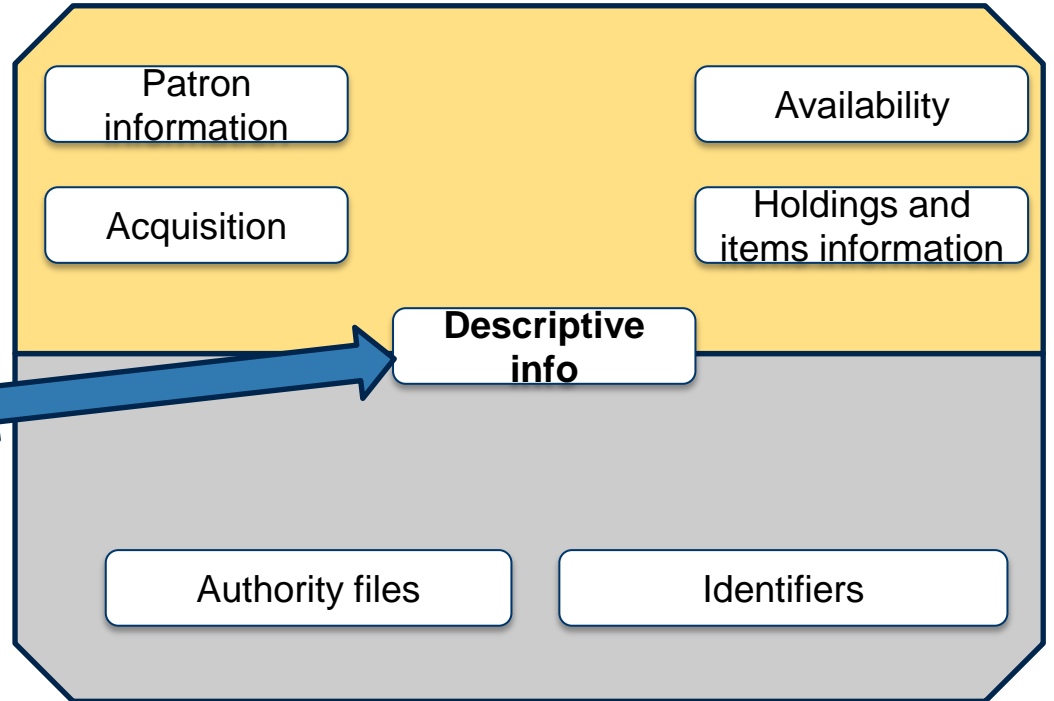 Patron
information
Availability
Acquisition
Holdings and
items information
Descriptive
info
Authority files
Identifiers